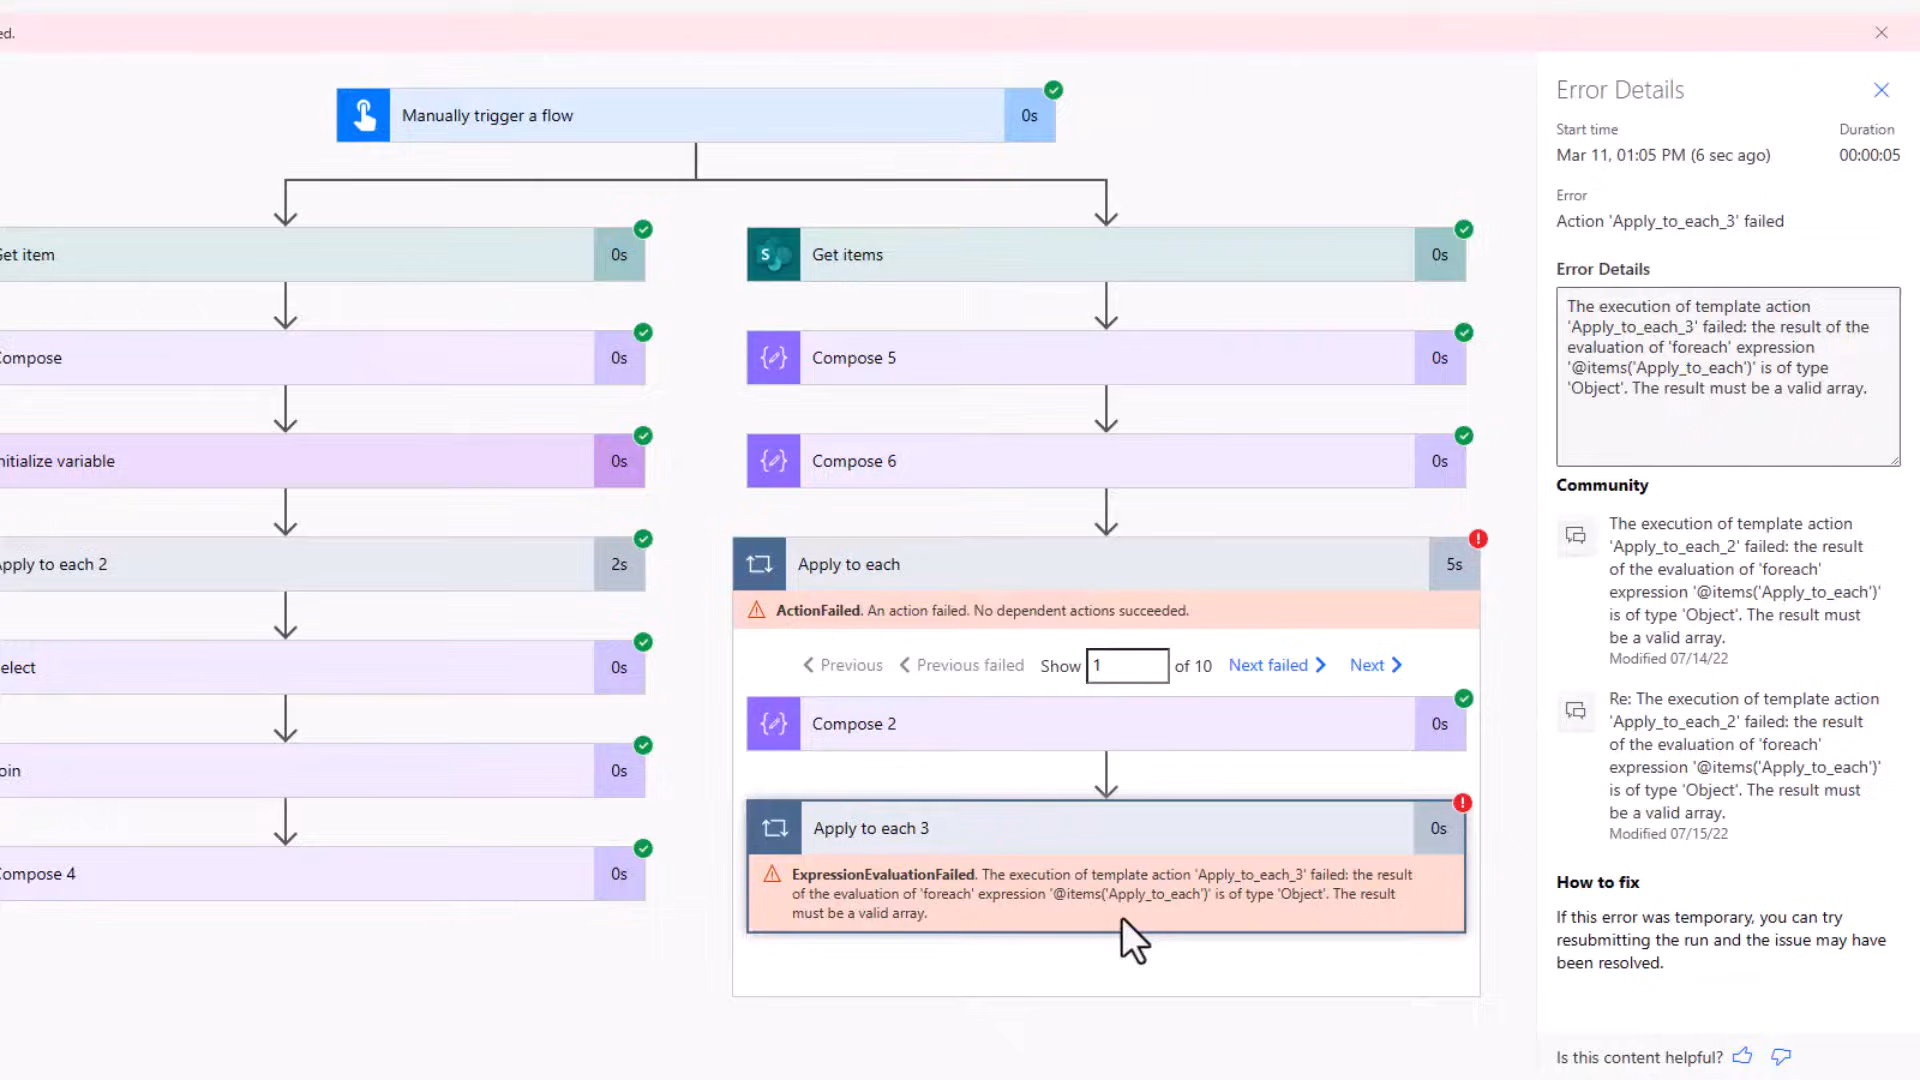 ed.
Manually trigger a flow
0s
Get item
0s
Get items
0s
Compose
0s
Compose 5
0s
nitialize variable
0s
Compose 6
0s
Apply to each 2
2s
Apply to each
5s
ActionFailed. An action failed. No dependent actions succeeded.
Previous Previous failed Show 1 of 10 Next failed Next
elect
0s
Compose 2
0s
oin
0s
Apply to each 3
0s
ExpressionEvaluationFailed. The execution of template action 'Apply_to_each_3' failed: the result
of the evaluation of 'foreach' expression '@items('Apply_to_each')' is of type 'Object'. The result
must be a valid array.
Compose 4
0s
Error Details
Start time
Duration
Mar 11, 01:05 PM (6 sec ago)
00:00:05
Error
Action 'Apply_to_each_3' failed
Error Details
The execution of template action
'Apply_to_each_3' failed: the result of the
evaluation of 'foreach' expression
'@items('Apply_to_each')' is of type
'Object'. The result must be a valid array.
Community
The execution of template action
'Apply_to_each_2' failed: the result
of the evaluation of 'foreach'
expression '@items('Apply_to_each')'
is of type 'Object'. The result must
be a valid array.
Modified 07/14/22
Re: The execution of template action
'Apply_to_each_2' failed: the result
of the evaluation of 'foreach'
expression '@items('Apply_to_each')'
is of type 'Object'. The result must
be a valid array.
Modified 07/15/22
How to fix
If this error was temporary, you can try
resubmitting the run and the issue may have
been resolved.
Is this content helpful?